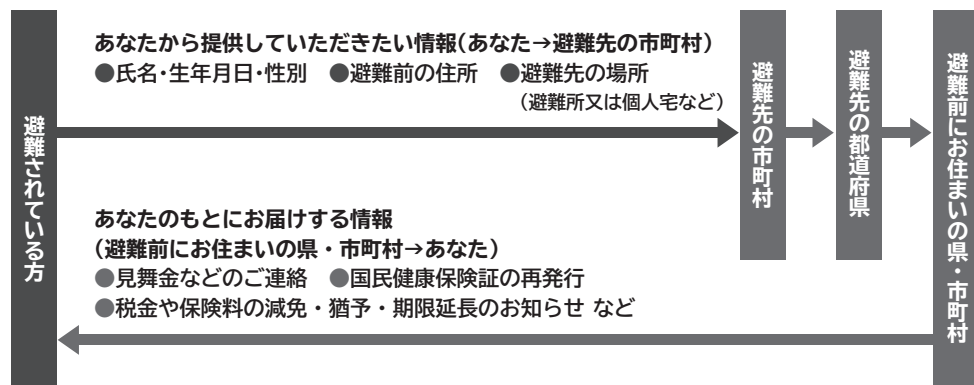 避難されている方
あなたから提供していただきたい情報(あなた→避難先の市町村)
●氏名・生年月日・性別 ●避難前の住所 ●避難先の場所
(避難所又は個人宅など)
避難先の市町村
避難先の都道府県
避難前にお住まいの県・市町村
あなたのもとにお届けする情報
(避難前にお住まいの県・市町村→あなた)
●見舞金などのご連絡 ●国民健康保険証の再発行
●税金や保険料の減免・猶予・期限延長のお知らせ など